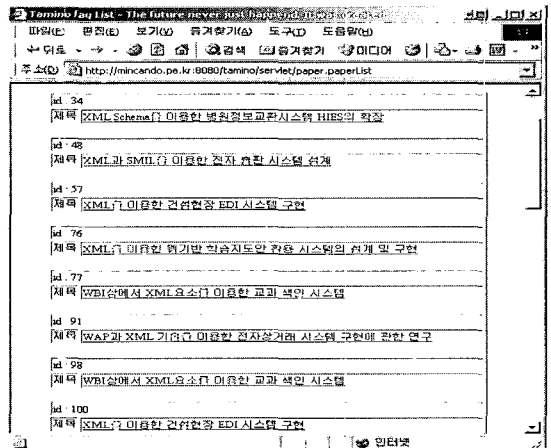 Tamino Tag List - The future never just happend
파일(F) 편집(E) 보기(V) 즐겨찾기(A) 도구(T) 도움말(H)
뒤로 검색 즐겨찾기 미디어
주소(D) http://mincando.pe.kr:8080/tamino/servlet/paper.paperList
id : 34
제목 XML Schema를 이용한 병원정보교환시스템 HIES의 확장
id : 48
제목 XML과 SMIL을 이용한 전자 출판 시스템 설계
id : 57
제목 XML을 이용한 건설현장 EDI 시스템 구현
id : 76
제목 XML을 이용한 웹기반 학습지도안 활용 시스템의 설계 및 구현
id : 77
제목 WBI상에서 XML요소를 이용한 교과 색인 시스템
id : 91
제목 WAP과 XML 기술을 이용한 전자상거래 시스템 구현에 관한 연구
id : 98
제목 WBI상에서 XML요소를 이용한 교과 색인 시스템
id : 100
제목 XML을 이용한 건설현장 EDI 시스템 구현
인터넷